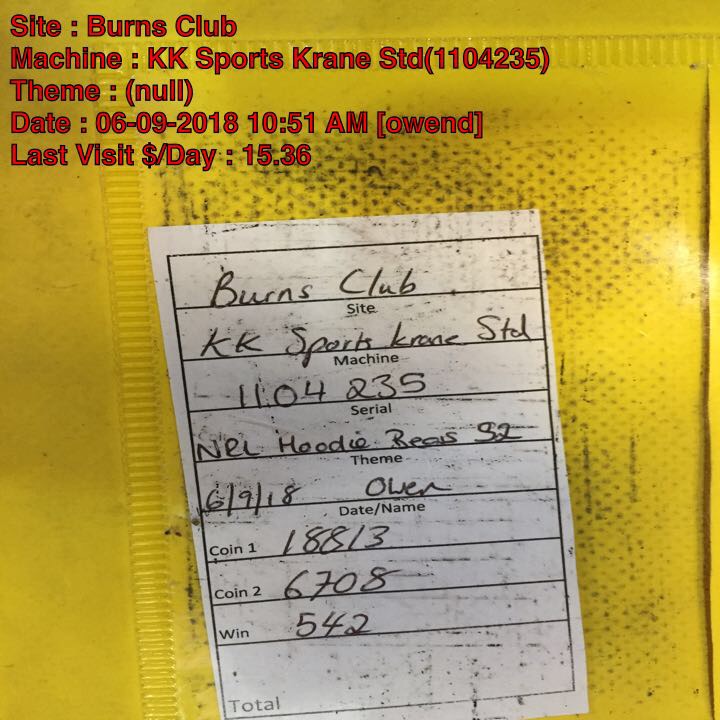 Site : Burns Club
Machine : KK Sports Krane Std(1104235)
Theme : (null)
Date : 06-09-2018 10:51 AM [owend]
Last Visit $/Day : 15.36
Burns Club
Site
KK Sports Krane Std
Machine
1104 235
Serial
NRL Hoodie Bears S2
Theme
6/9/18 Owen
Date/Name
Coin 1 18813
Coin 2 6708
Win 542
Total